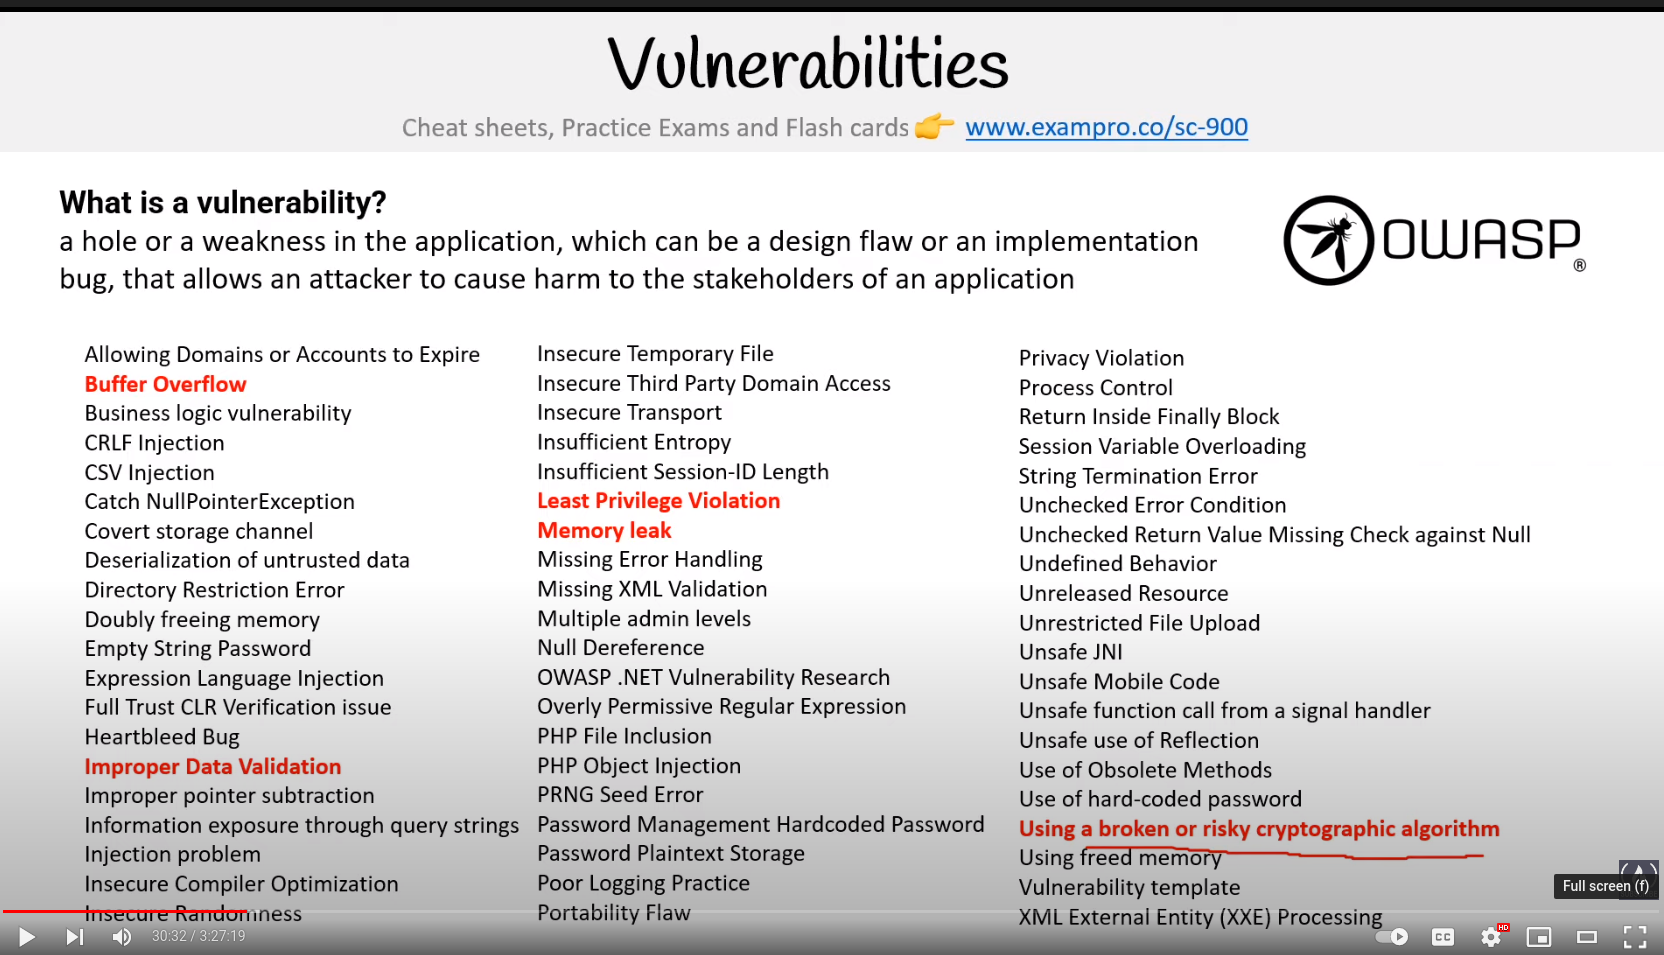 Vulnerabilities
Cheat sheets, Practice Exams and Flash cards 👉 www.exampro.co/sc-900
What is a vulnerability?
a hole or a weakness in the application, which can be a design flaw or an implementation
bug, that allows an attacker to cause harm to the stakeholders of an application
OWASP®
Allowing Domains or Accounts to Expire
Buffer Overflow
Business logic vulnerability
CRLF Injection
CSV Injection
Catch NullPointerException
Covert storage channel
Deserialization of untrusted data
Directory Restriction Error
Doubly freeing memory
Empty String Password
Expression Language Injection
Full Trust CLR Verification issue
Heartbleed Bug
Improper Data Validation
Improper pointer subtraction
Information exposure through query strings
Injection problem
Insecure Compiler Optimization
Insecure Randomness
Insecure Temporary File
Insecure Third Party Domain Access
Insecure Transport
Insufficient Entropy
Insufficient Session-ID Length
Least Privilege Violation
Memory leak
Missing Error Handling
Missing XML Validation
Multiple admin levels
Null Dereference
OWASP .NET Vulnerability Research
Overly Permissive Regular Expression
PHP File Inclusion
PHP Object Injection
PRNG Seed Error
Password Management Hardcoded Password
Password Plaintext Storage
Poor Logging Practice
Portability Flaw
Privacy Violation
Process Control
Return Inside Finally Block
Session Variable Overloading
String Termination Error
Unchecked Error Condition
Unchecked Return Value Missing Check against Null
Undefined Behavior
Unreleased Resource
Unrestricted File Upload
Unsafe JNI
Unsafe Mobile Code
Unsafe function call from a signal handler
Unsafe use of Reflection
Use of Obsolete Methods
Use of hard-coded password
Using a broken or risky cryptographic algorithm
Using freed memory
Vulnerability template
XML External Entity (XXE) Processing
Full screen (f)
30:32 / 3:27:19
CC
HD